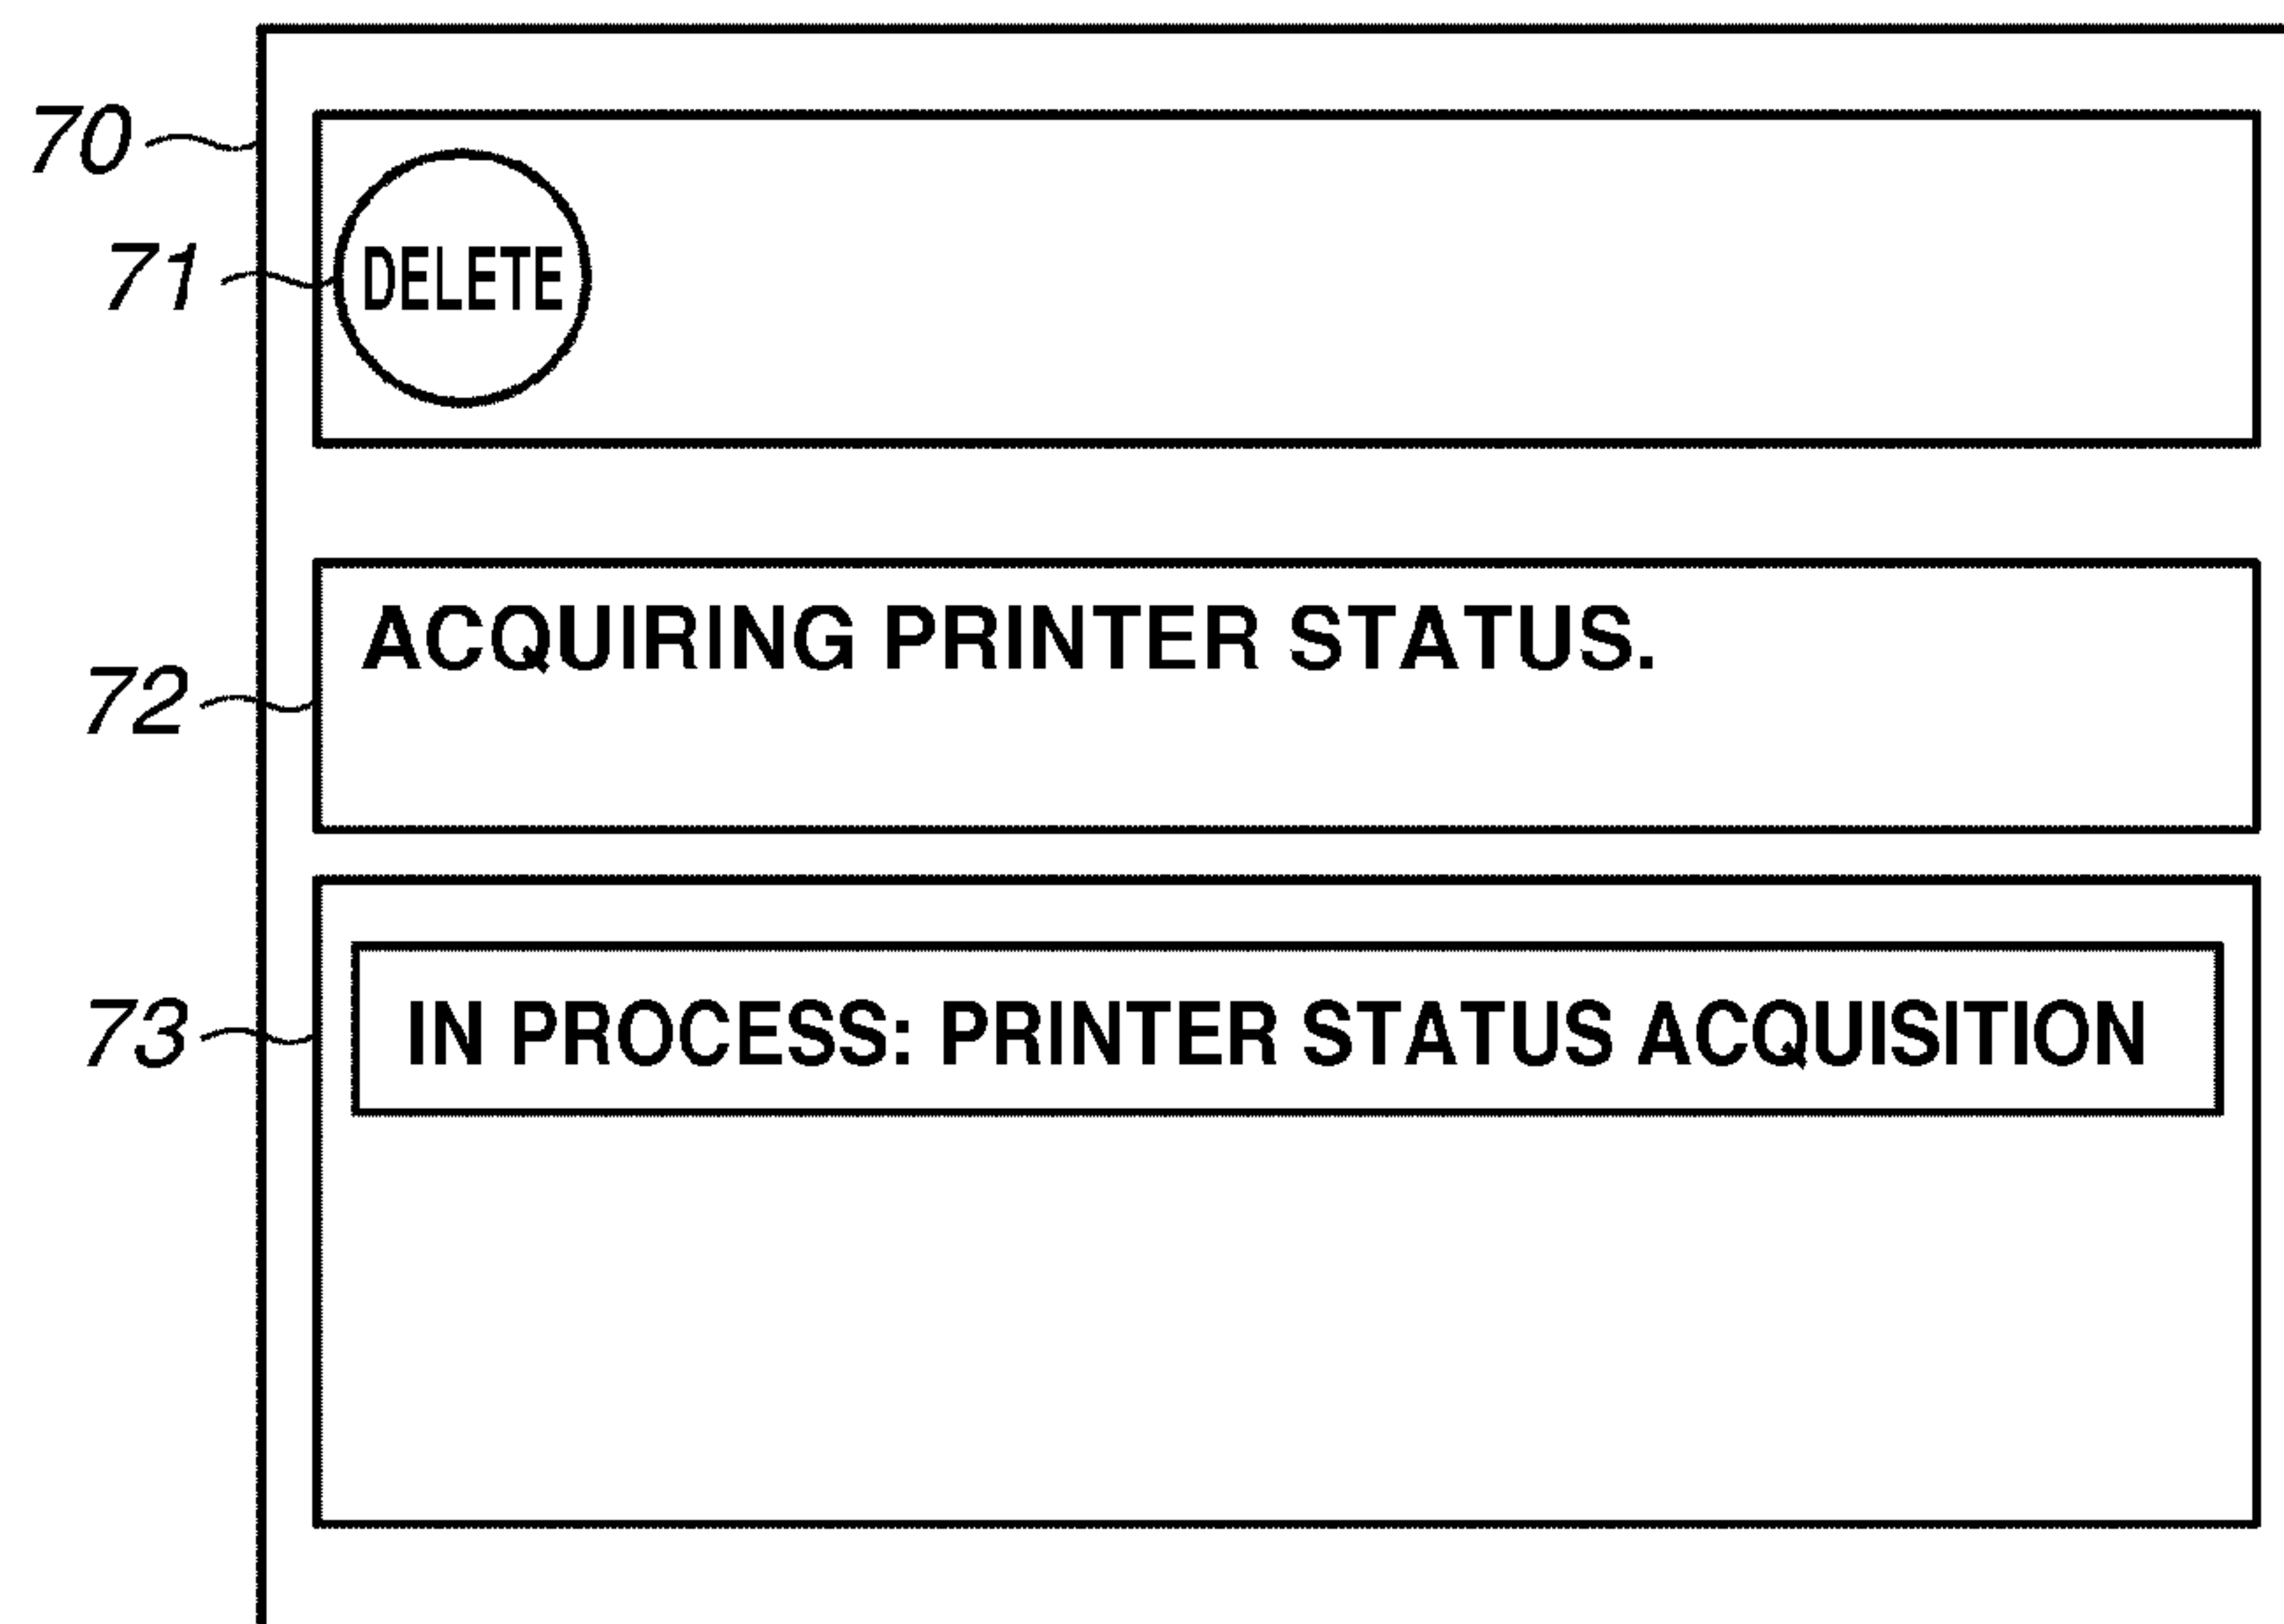 70
71
DELETE
72
ACQUIRING PRINTER STATUS.
73
IN PROCESS: PRINTER STATUS ACQUISITION